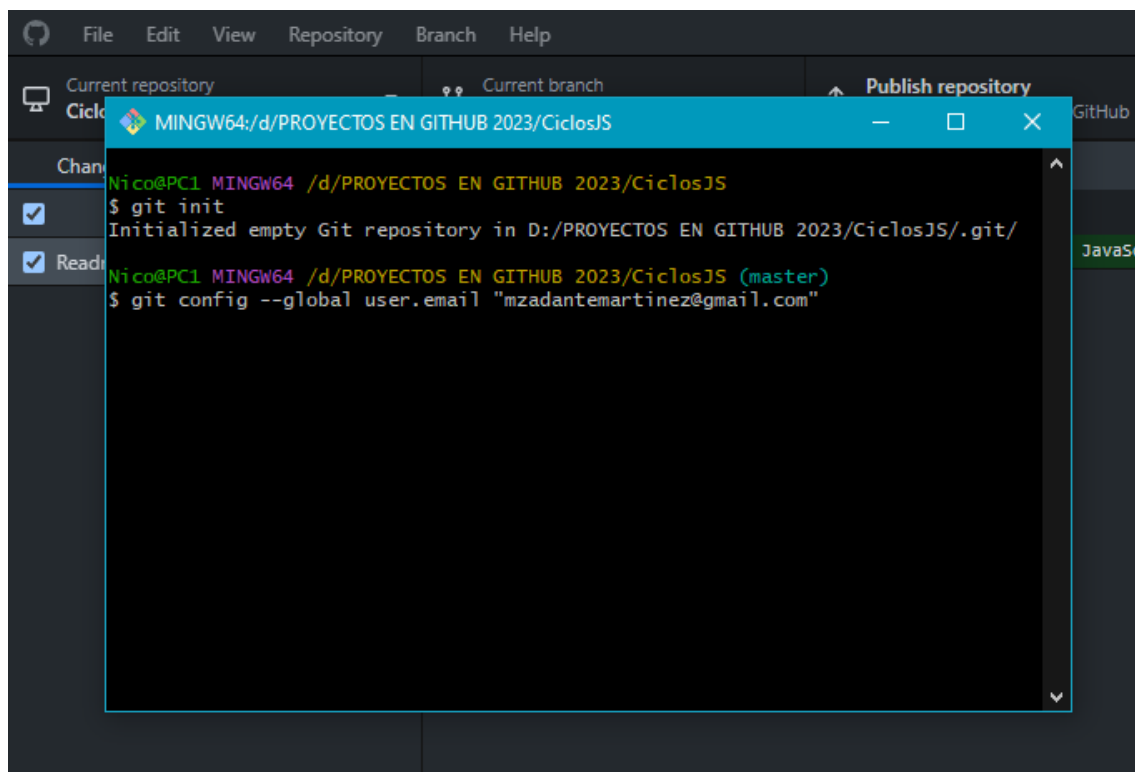 File Edit View Repository Branch Help
Current repository
Current branch
Publish repository
GitHub
MINGW64:/d/PROYECTOS EN GITHUB 2023/CiclosJS
Nico@PC1 MINGW64 /d/PROYECTOS EN GITHUB 2023/CiclosJS
$ git init
Initialized empty Git repository in D:/PROYECTOS EN GITHUB 2023/CiclosJS/.git/
Nico@PC1 MINGW64 /d/PROYECTOS EN GITHUB 2023/CiclosJS (master)
$ git config --global user.email "mzadantemartinez@gmail.com"